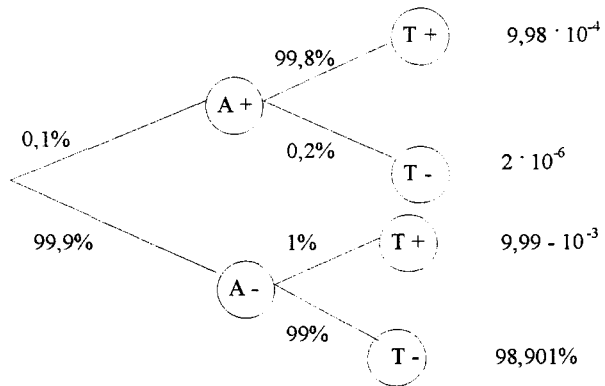 T +
9,98 · 10-4
99,8%
A +
0,1%
0,2%
T -
2 · 10-6
99,9%
1%
T +
9,99 - 10-3
A -
99%
T -
98,901%